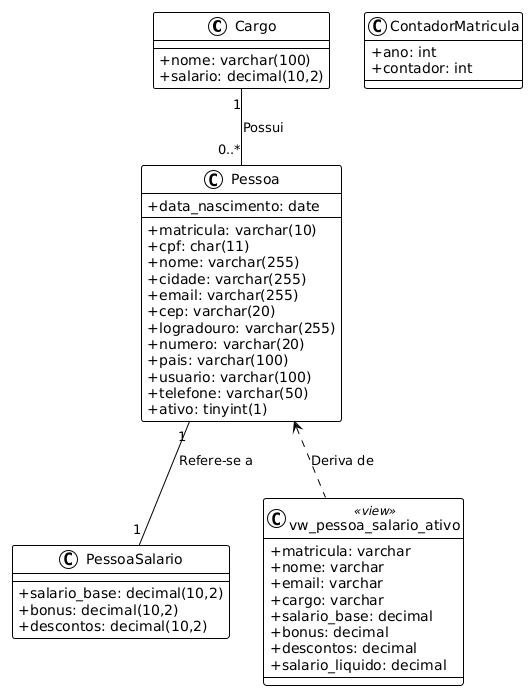 C Cargo
+nome: varchar(100)
+salario: decimal(10,2)
C ContadorMatricula
+ano: int
+contador: int
1
Possui
0..*
C Pessoa
+data_nascimento: date
+matricula: varchar(10)
+cpf: char(11)
+nome: varchar(255)
+cidade: varchar(255)
+email: varchar(255)
+cep: varchar(20)
+logradouro: varchar(255)
+numero: varchar(20)
+pais: varchar(100)
+usuario: varchar(100)
+telefone: varchar(50)
+ativo: tinyint(1)
1
Refere-se a
1
Deriva de
C PessoaSalario
+salario_base: decimal(10,2)
+bonus: decimal(10,2)
+descontos: decimal(10,2)
«view»
C vw_pessoa_salario_ativo
+matricula: varchar
+nome: varchar
+email: varchar
+cargo: varchar
+salario_base: decimal
+bonus: decimal
+descontos: decimal
+salario_liquido: decimal